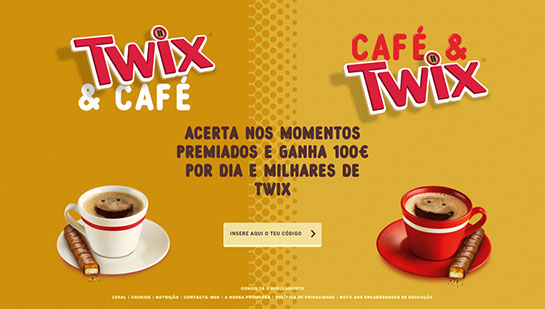 TWIX
& CAFÉ
CAFÉ &
TWIX
ACERTA NOS MOMENTOS
PREMIADOS E GANHA 100€
POR DIA E MILHARES DE
TWIX
INSERE AQUI O TEU CÓDIGO
CONSULTA O REGULAMENTO
LEGAL | COOKIES | NUTRIÇÃO | CONTACTA-NOS | A NOSSA PROMESSA | POLÍTICA DE PRIVACIDADE | NOTA AOS ENCARREGADOS DE EDUCAÇÃO